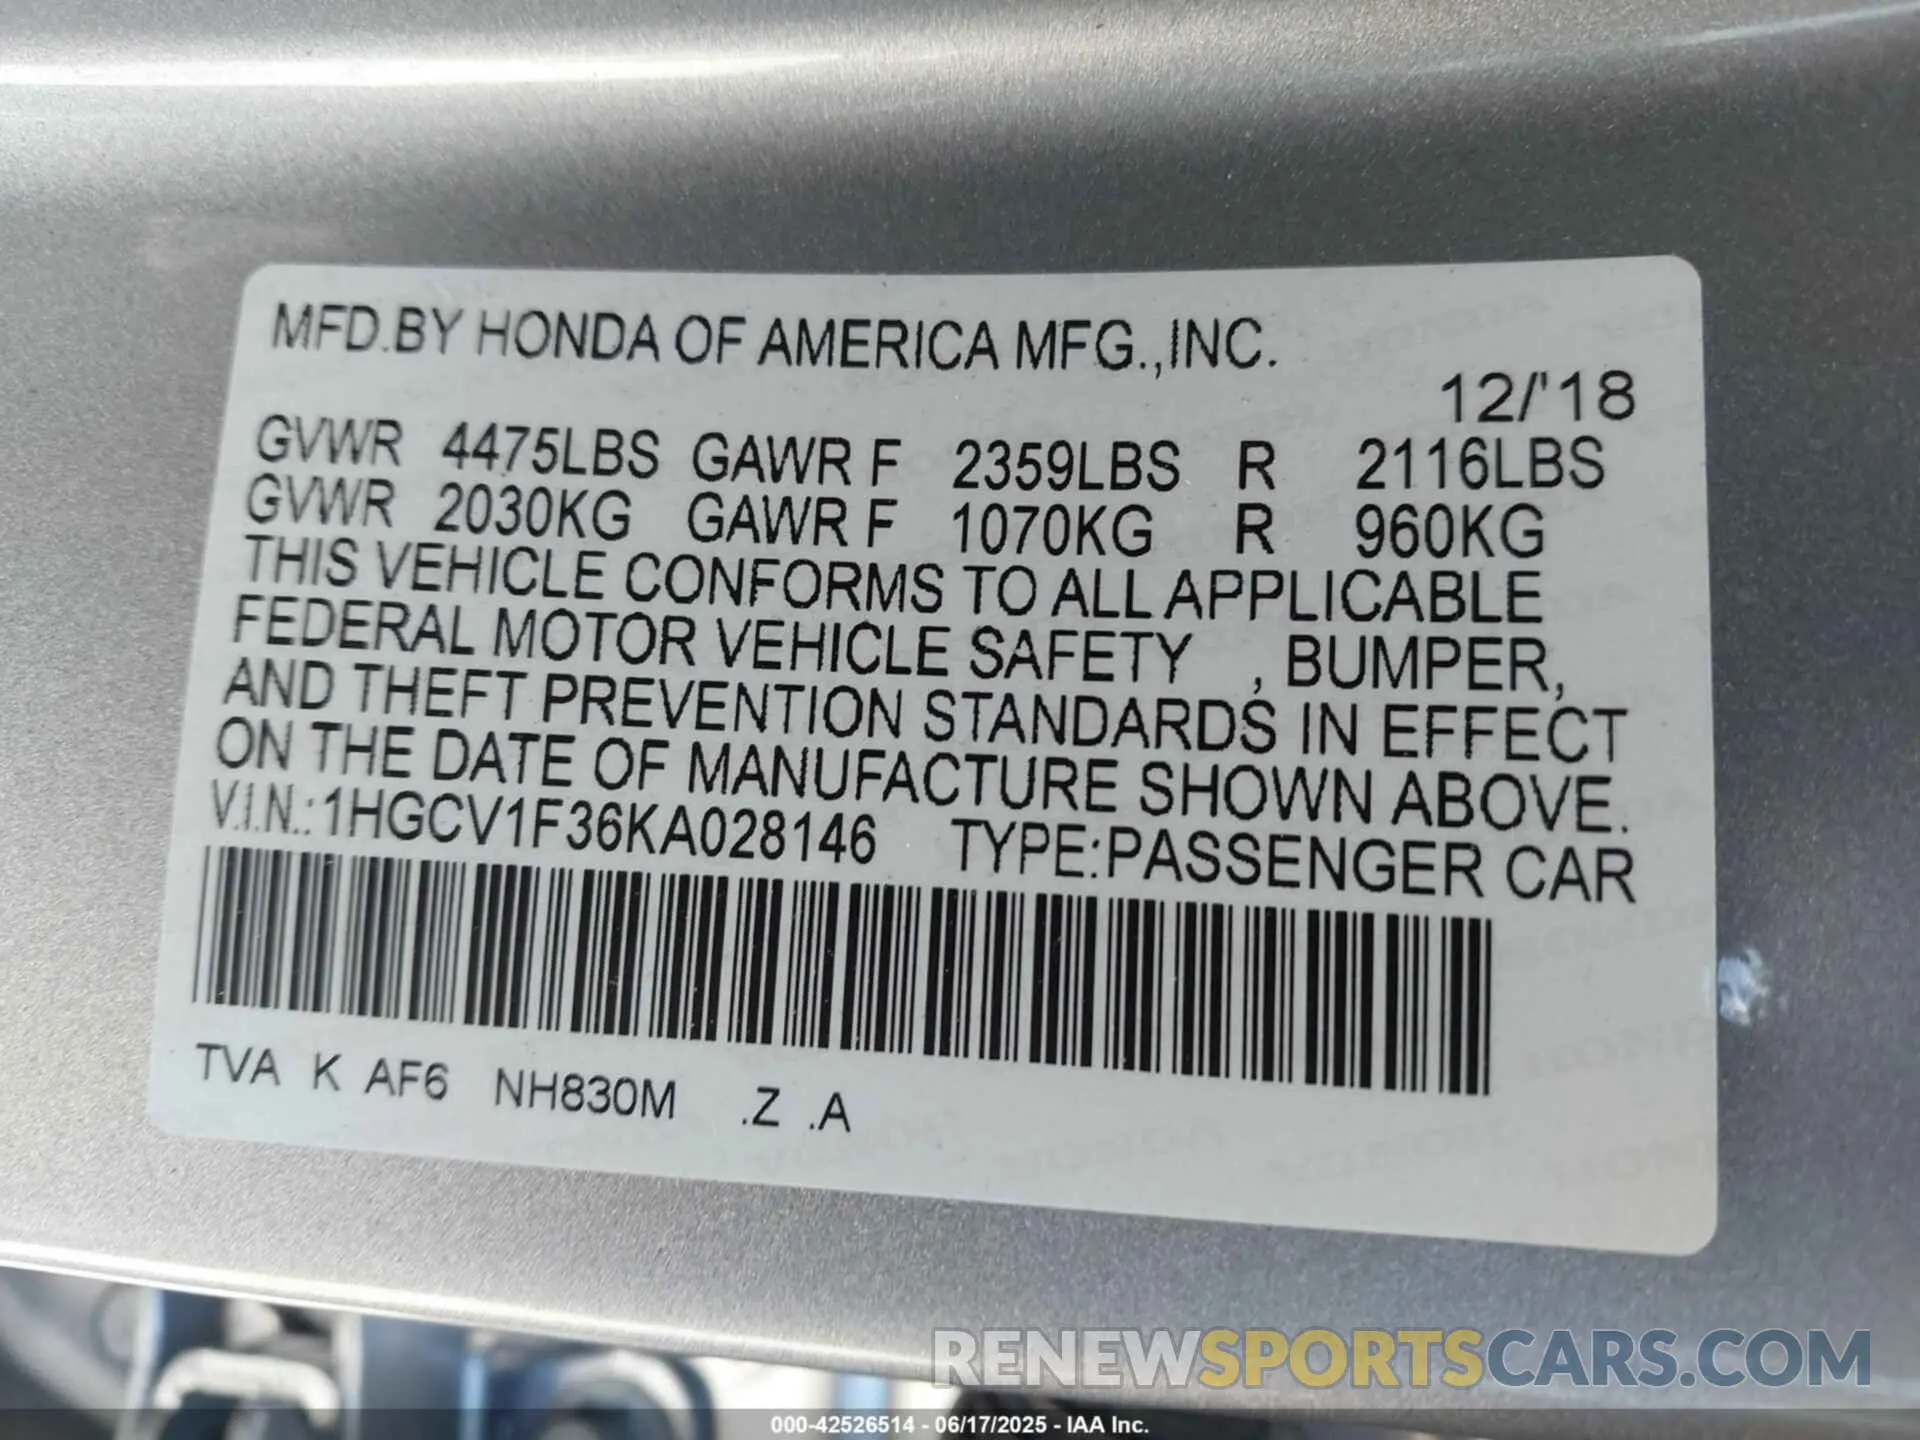 MFD.BY HONDA OF AMERICA MFG.,INC.
12/'18
GVWR 4475LBS GAWR F 2359LBS R 2116LBS
GVWR 2030KG GAWR F 1070KG R 960KG
THIS VEHICLE CONFORMS TO ALL APPLICABLE
FEDERAL MOTOR VEHICLE SAFETY , BUMPER,
AND THEFT PREVENTION STANDARDS IN EFFECT
ON THE DATE OF MANUFACTURE SHOWN ABOVE.
V.I.N.:1HGCV1F36KA028146 TYPE:PASSENGER CAR
TVA K AF6 NH830M .Z .A
RENEWSPORTSCARS.COM
000-42526514 - 06/17/2025 - IAA Inc.